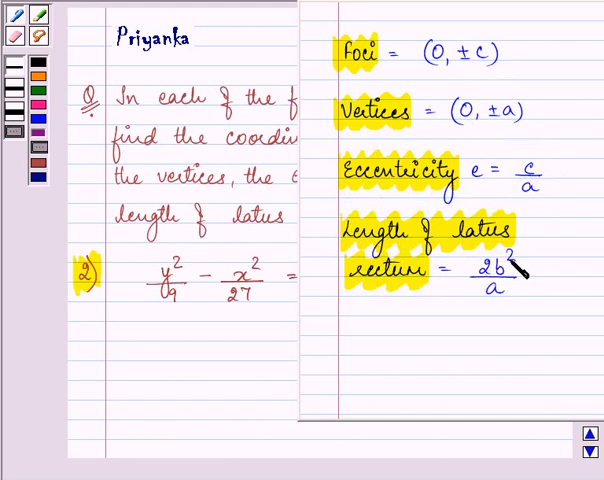 Priyanka
Q In each of the f
find the coordin
the vertices, the e
length of latus
2) y²/9 - x²/27 =
Foci = (0, ±c)
Vertices = (0, ±a)
Eccentricity e = c/a
Length of latus
rectum = 2b²/a